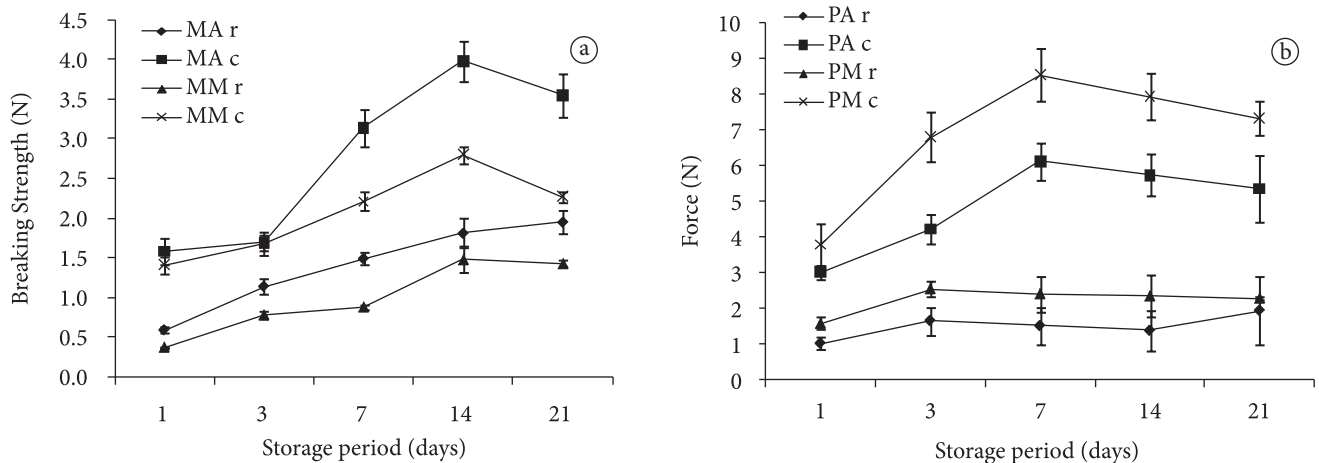 4.5
4.0
3.5
3.0
2.5
2.0
1.5
1.0
0.5
0.0
Breaking Strength (N)
MA r
MA c
MM r
MM c
a
1 3 7 14 21
Storage period (days)
10
9
8
7
6
5
4
3
2
1
0
Force (N)
PA r
PA c
PM r
PM c
b
1 3 7 14 21
Storage period (days)